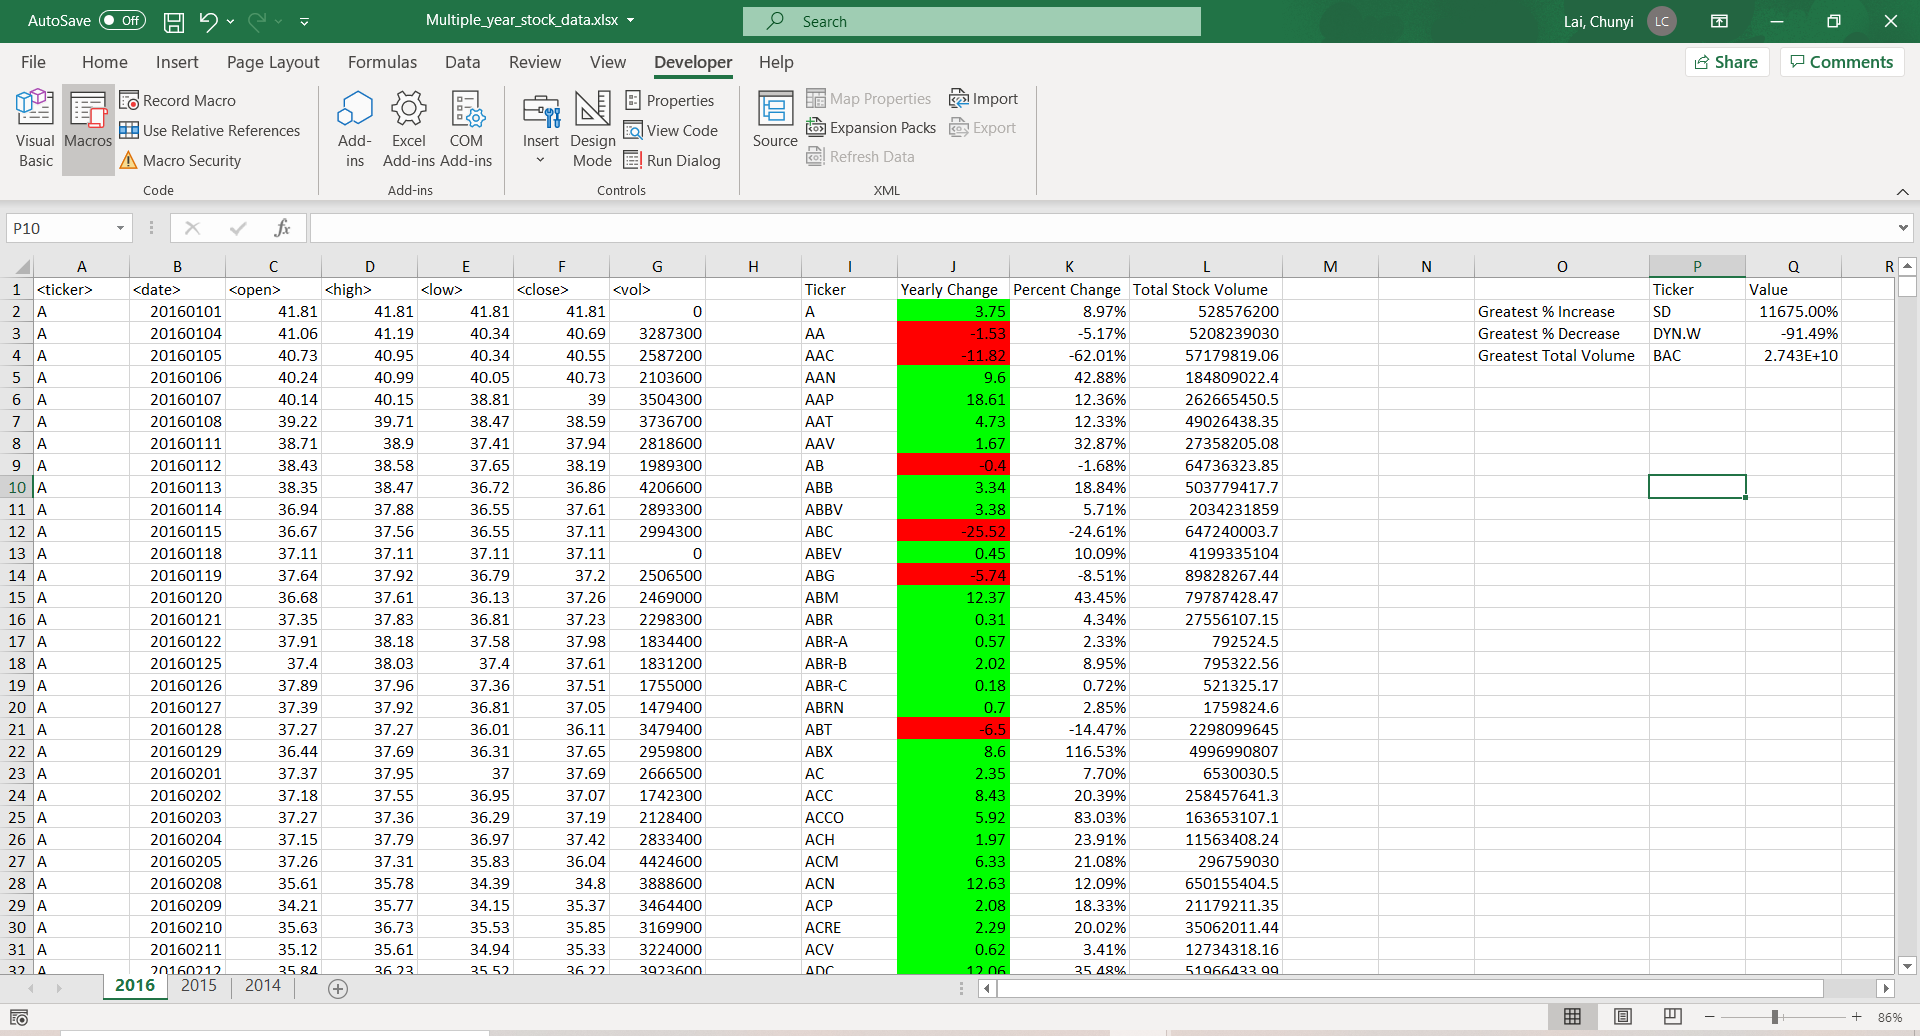 AutoSave Off Multiple_year_stock_data.xlsx Search Lai, Chunyi LC
File Home Insert Page Layout Formulas Data Review View Developer Help Share Comments
Visual Basic
Macros
Record Macro
Use Relative References
Macro Security
Code
Add-ins
Excel Add-ins
COM Add-ins
Add-ins
Insert
Design Mode
Properties
View Code
Run Dialog
Controls
Source
Map Properties
Expansion Packs
Refresh Data
Import
Export
XML
P10 fx
A B C D E F G H I J K L M N O P Q R
1 <ticker> <date> <open> <high> <low> <close> <vol> Ticker Yearly Change Percent Change Total Stock Volume Ticker Value
2 A 20160101 41.81 41.81 41.81 41.81 0 A 3.75 8.97% 528576200 Greatest % Increase SD 11675.00%
3 A 20160104 41.06 41.19 40.34 40.69 3287300 AA -1.53 -5.17% 5208239030 Greatest % Decrease DYN.W -91.49%
4 A 20160105 40.73 40.95 40.34 40.55 2587200 AAC -11.82 -62.01% 57179819.06 Greatest Total Volume BAC 2.743E+10
5 A 20160106 40.24 40.99 40.05 40.73 2103600 AAN 9.6 42.88% 184809022.4
6 A 20160107 40.14 40.15 38.81 39 3504300 AAP 18.61 12.36% 262665450.5
7 A 20160108 39.22 39.71 38.47 38.59 3736700 AAT 4.73 12.33% 49026438.35
8 A 20160111 38.71 38.9 37.41 37.94 2818600 AAV 1.67 32.87% 27358205.08
9 A 20160112 38.43 38.58 37.65 38.19 1989300 AB -0.4 -1.68% 64736323.85
10 A 20160113 38.35 38.47 36.72 36.86 4206600 ABB 3.34 18.84% 503779417.7
11 A 20160114 36.94 37.88 36.55 37.61 2893300 ABBV 3.38 5.71% 2034231859
12 A 20160115 36.67 37.56 36.55 37.11 2994300 ABC -25.52 -24.61% 647240003.7
13 A 20160118 37.11 37.11 37.11 37.11 0 ABEV 0.45 10.09% 4199335104
14 A 20160119 37.64 37.92 36.79 37.2 2506500 ABG -5.74 -8.51% 89828267.44
15 A 20160120 36.68 37.61 36.13 37.26 2469000 ABM 12.37 43.45% 79787428.47
16 A 20160121 37.35 37.83 36.81 37.23 2298300 ABR 0.31 4.34% 27556107.15
17 A 20160122 37.91 38.18 37.58 37.98 1834400 ABR-A 0.57 2.33% 792524.5
18 A 20160125 37.4 38.03 37.4 37.61 1831200 ABR-B 2.02 8.95% 795322.56
19 A 20160126 37.89 37.96 37.36 37.51 1755000 ABR-C 0.18 0.72% 521325.17
20 A 20160127 37.39 37.92 36.81 37.05 1479400 ABRN 0.7 2.85% 1759824.6
21 A 20160128 37.27 37.27 36.01 36.11 3479400 ABT -6.5 -14.47% 2298099645
22 A 20160129 36.44 37.69 36.31 37.65 2959800 ABX 8.6 116.53% 4996990807
23 A 20160201 37.37 37.95 37 37.69 2666500 AC 2.35 7.70% 6530030.5
24 A 20160202 37.18 37.55 36.95 37.07 1742300 ACC 8.43 20.39% 258457641.3
25 A 20160203 37.27 37.36 36.29 37.19 2128400 ACCO 5.92 83.03% 163653107.1
26 A 20160204 37.15 37.79 36.97 37.42 2833400 ACH 1.97 23.91% 11563408.24
27 A 20160205 37.26 37.31 35.83 36.04 4424600 ACM 6.33 21.08% 296759030
28 A 20160208 35.61 35.78 34.39 34.8 3888600 ACN 12.63 12.09% 650155404.5
29 A 20160209 34.21 35.77 34.15 35.37 3464400 ACP 2.08 18.33% 21179211.35
30 A 20160210 35.63 36.73 35.53 35.85 3169900 ACRE 2.29 20.02% 35062011.44
31 A 20160211 35.12 35.61 34.94 35.33 3224000 ACV 0.62 3.41% 12734318.16
32 A 20160212 35.84 36.23 35.52 36.22 3923600 ADC 12.06 35.48% 51966433.99
2016 2015 2014
86%